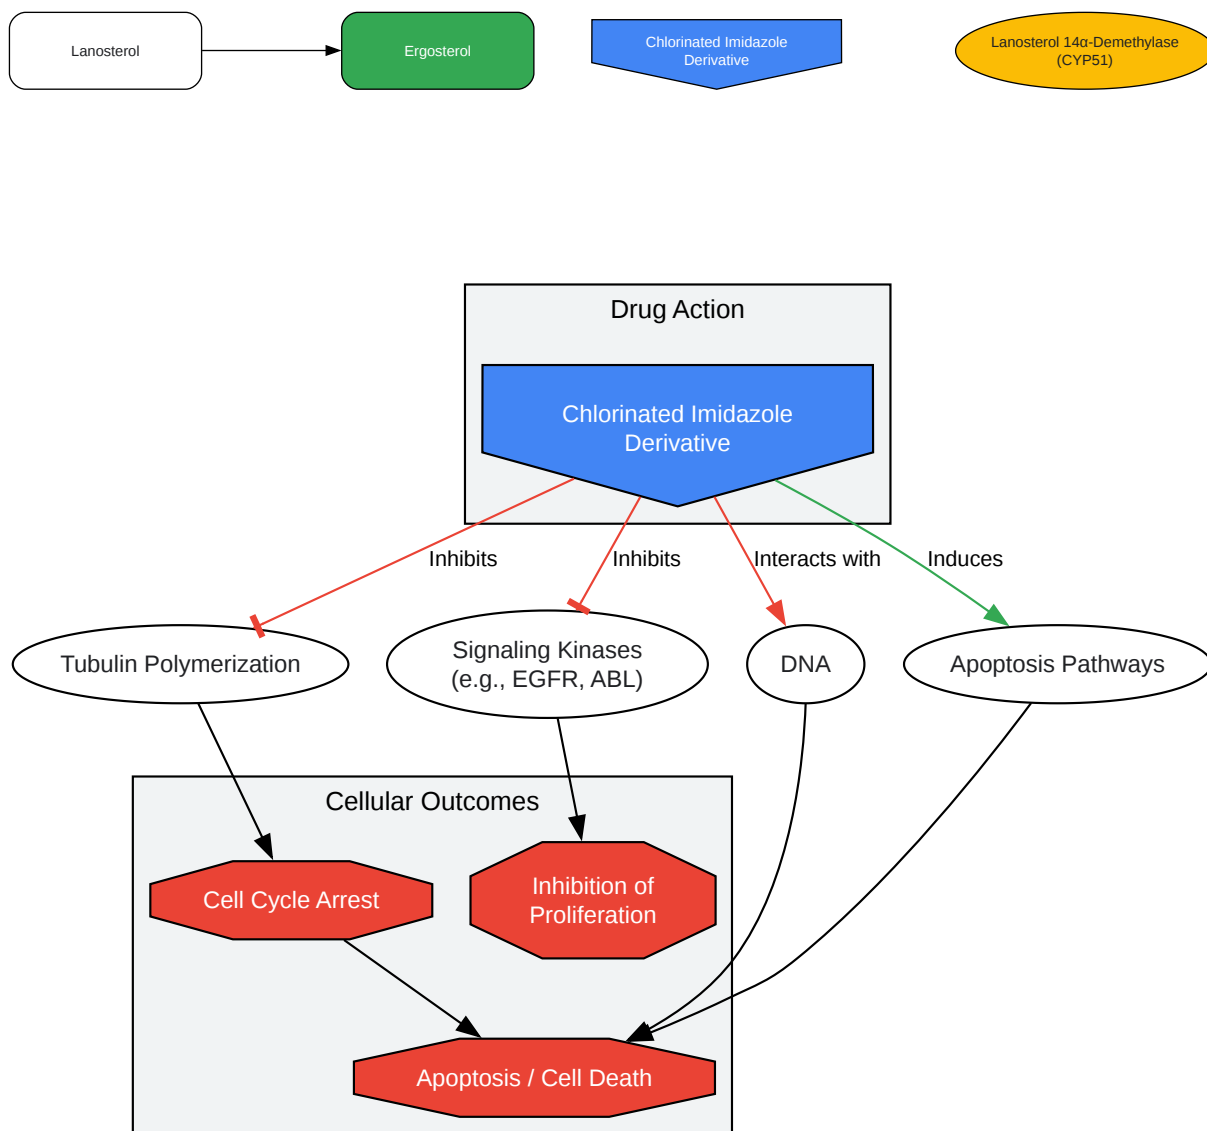 Lanosterol
Ergosterol
Chlorinated Imidazole
Derivative
Lanosterol 14α-Demethylase
(CYP51)
Drug Action
Chlorinated Imidazole
Derivative
Inhibits
Inhibits
Interacts with
Induces
Tubulin Polymerization
Signaling Kinases
(e.g., EGFR, ABL)
DNA
Apoptosis Pathways
Cellular Outcomes
Cell Cycle Arrest
Inhibition of
Proliferation
Apoptosis / Cell Death